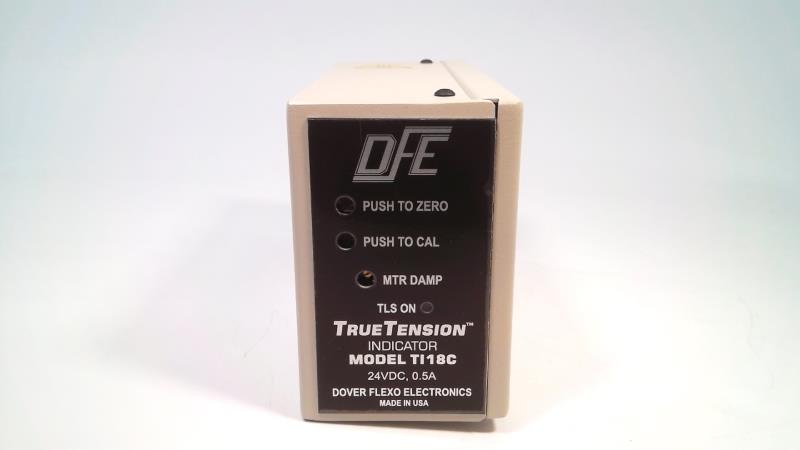 DFE
PUSH TO ZERO
PUSH TO CAL
MTR DAMP
TLS ON
TRUETENSION™
INDICATOR
MODEL TI18C
24VDC, 0.5A
DOVER FLEXO ELECTRONICS
MADE IN USA